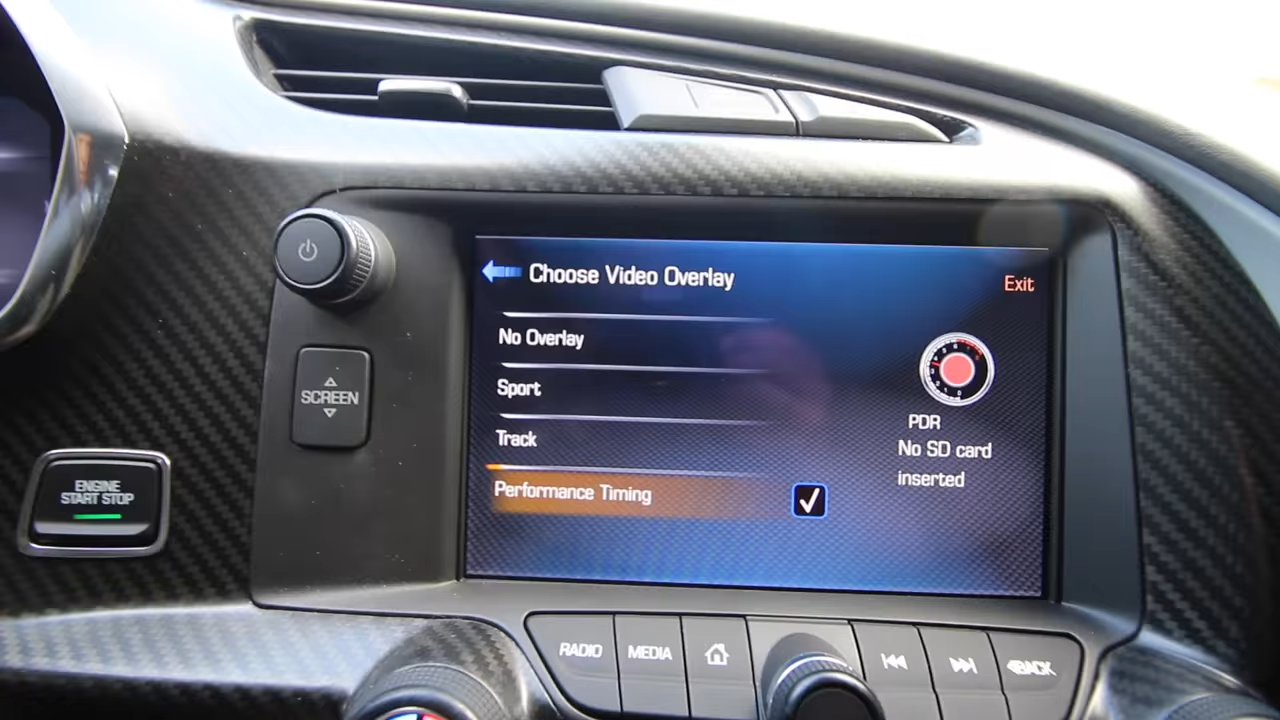 Choose Video Overlay
Exit
No Overlay
Sport
Track
Performance Timing
PDR
No SD card
inserted
SCREEN
ENGINE
START STOP
RADIO
MEDIA
BACK